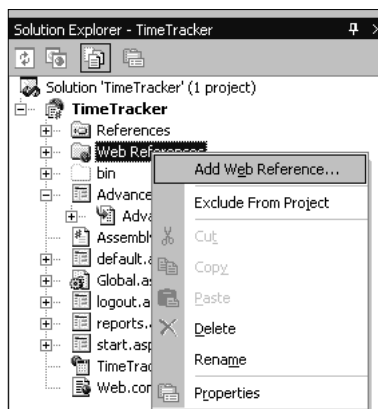 Solution Explorer - TimeTracker
Solution 'TimeTracker' (1 project)
TimeTracker
References
Web References
Add Web Reference...
bin
Exclude From Project
Advance
Adva
Cut
Assembl
Copy
default.a
Global.as
Paste
logout.a
Delete
reports.
Rename
start.asp
TimeTrac
Web.con
Properties